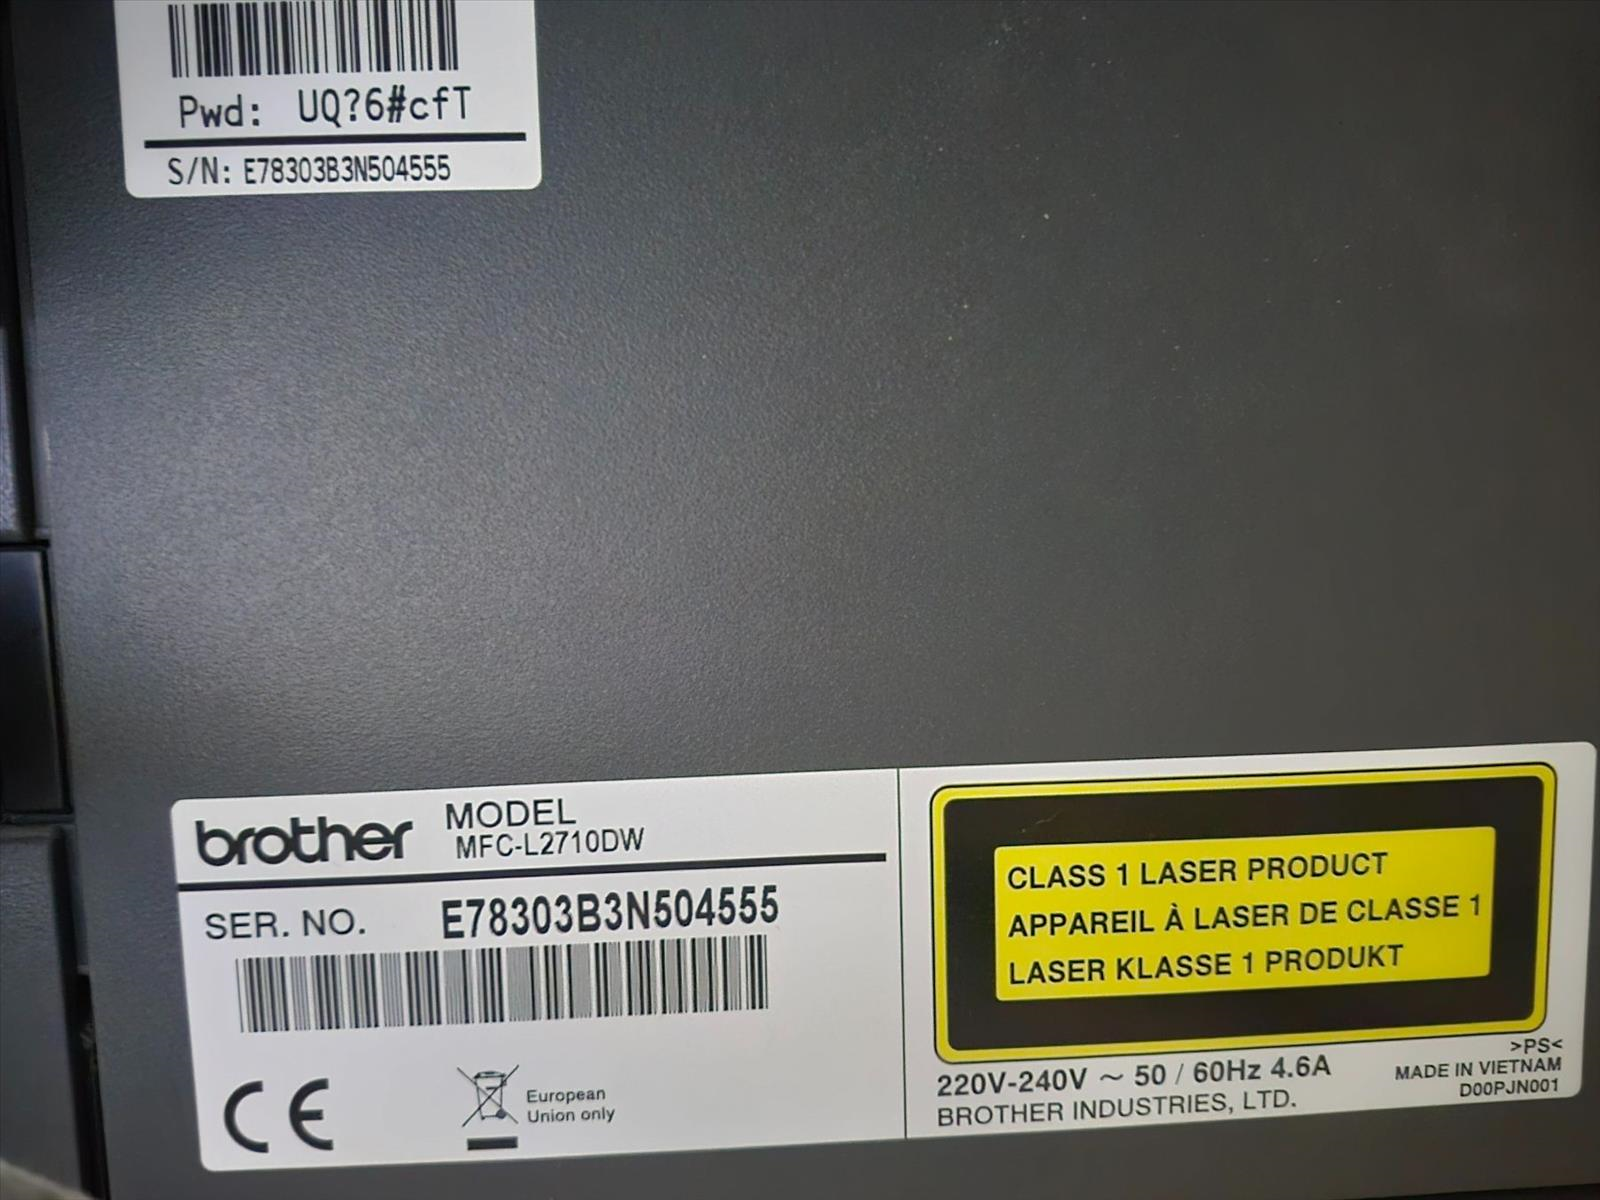 Pwd: UQ?6#cfT
S/N: E78303B3N504555
brother
MODEL
MFC-L2710DW
SER. NO. E78303B3N504555
CE
European
Union only
CLASS 1 LASER PRODUCT
APPAREIL À LASER DE CLASSE 1
LASER KLASSE 1 PRODUKT
220V-240V ~ 50 / 60Hz 4.6A
BROTHER INDUSTRIES, LTD.
>PS<
MADE IN VIETNAM
D00PJN001